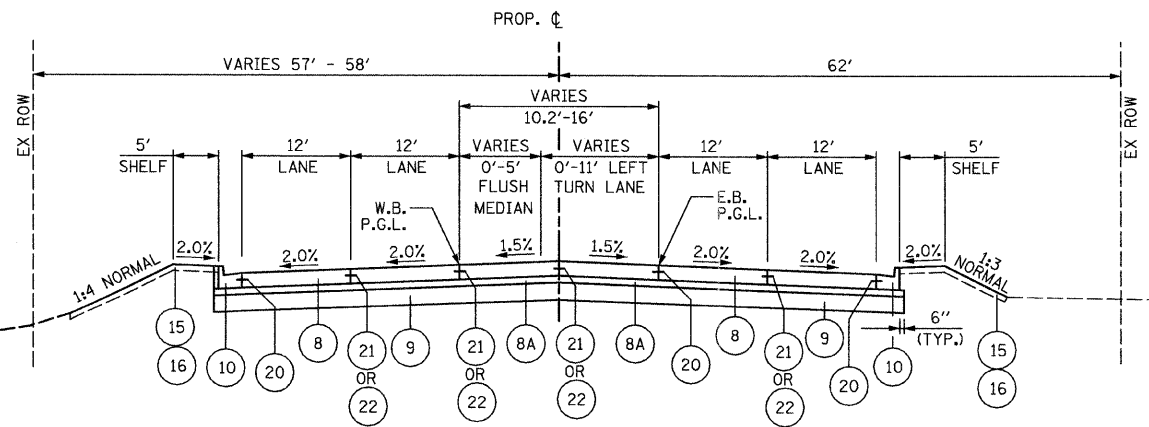 PROP. ℄
VARIES 57' - 58'
62'
EX ROW
EX ROW
VARIES
10.2'-16'
5'
SHELF
12'
LANE
12'
LANE
VARIES
0'-5'
FLUSH
MEDIAN
VARIES
0'-11' LEFT
TURN LANE
12'
LANE
12'
LANE
5'
SHELF
W.B.
P.G.L.
E.B.
P.G.L.
1:4 NORMAL
2.0%
2.0%
2.0%
1.5%
1.5%
2.0%
2.0%
2.0%
1:3
NORMAL
6"
(TYP.)
15
16
10
20
8
21
OR
22
9
21
OR
22
8A
21
OR
22
8A
20
8
21
OR
22
9
20
10
15
16